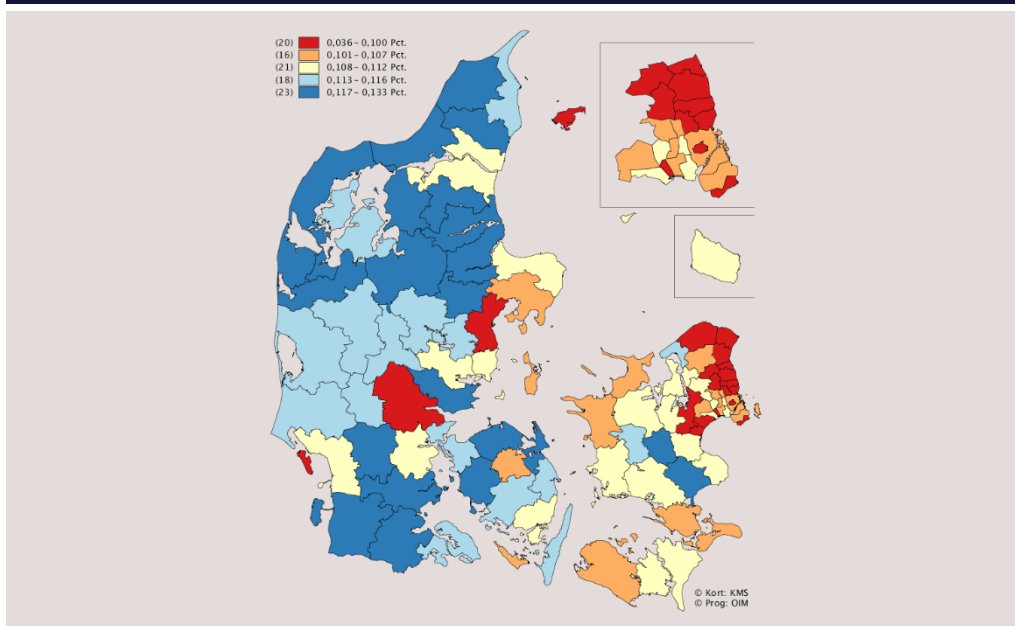 (20) 0,036- 0,100 Pct.
(16) 0,101- 0,107 Pct.
(21) 0,108- 0,112 Pct.
(18) 0,113- 0,116 Pct.
(23) 0,117- 0,133 Pct.
© Kort: KMS
© Prog: OIM